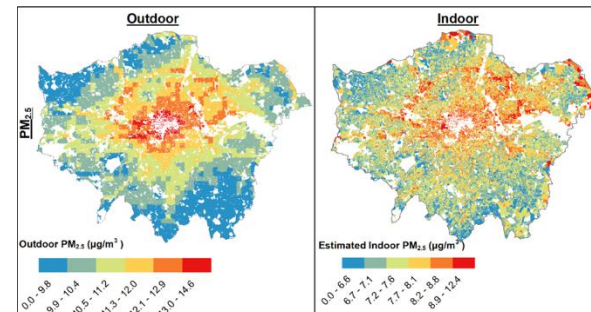 Outdoor
Indoor
PM2.5
Outdoor PM2.5 (µg/m³ )
0.0 - 9.8
9.9 - 10.4
10.5 - 11.2
11.3 - 12.0
12.1 - 12.9
13.0 - 14.6
Estimated Indoor PM2.5 (µg/m³)
0.0 - 6.6
6.7 - 7.1
7.2 - 7.6
7.7 - 8.1
8.2 - 8.8
8.9 - 12.4